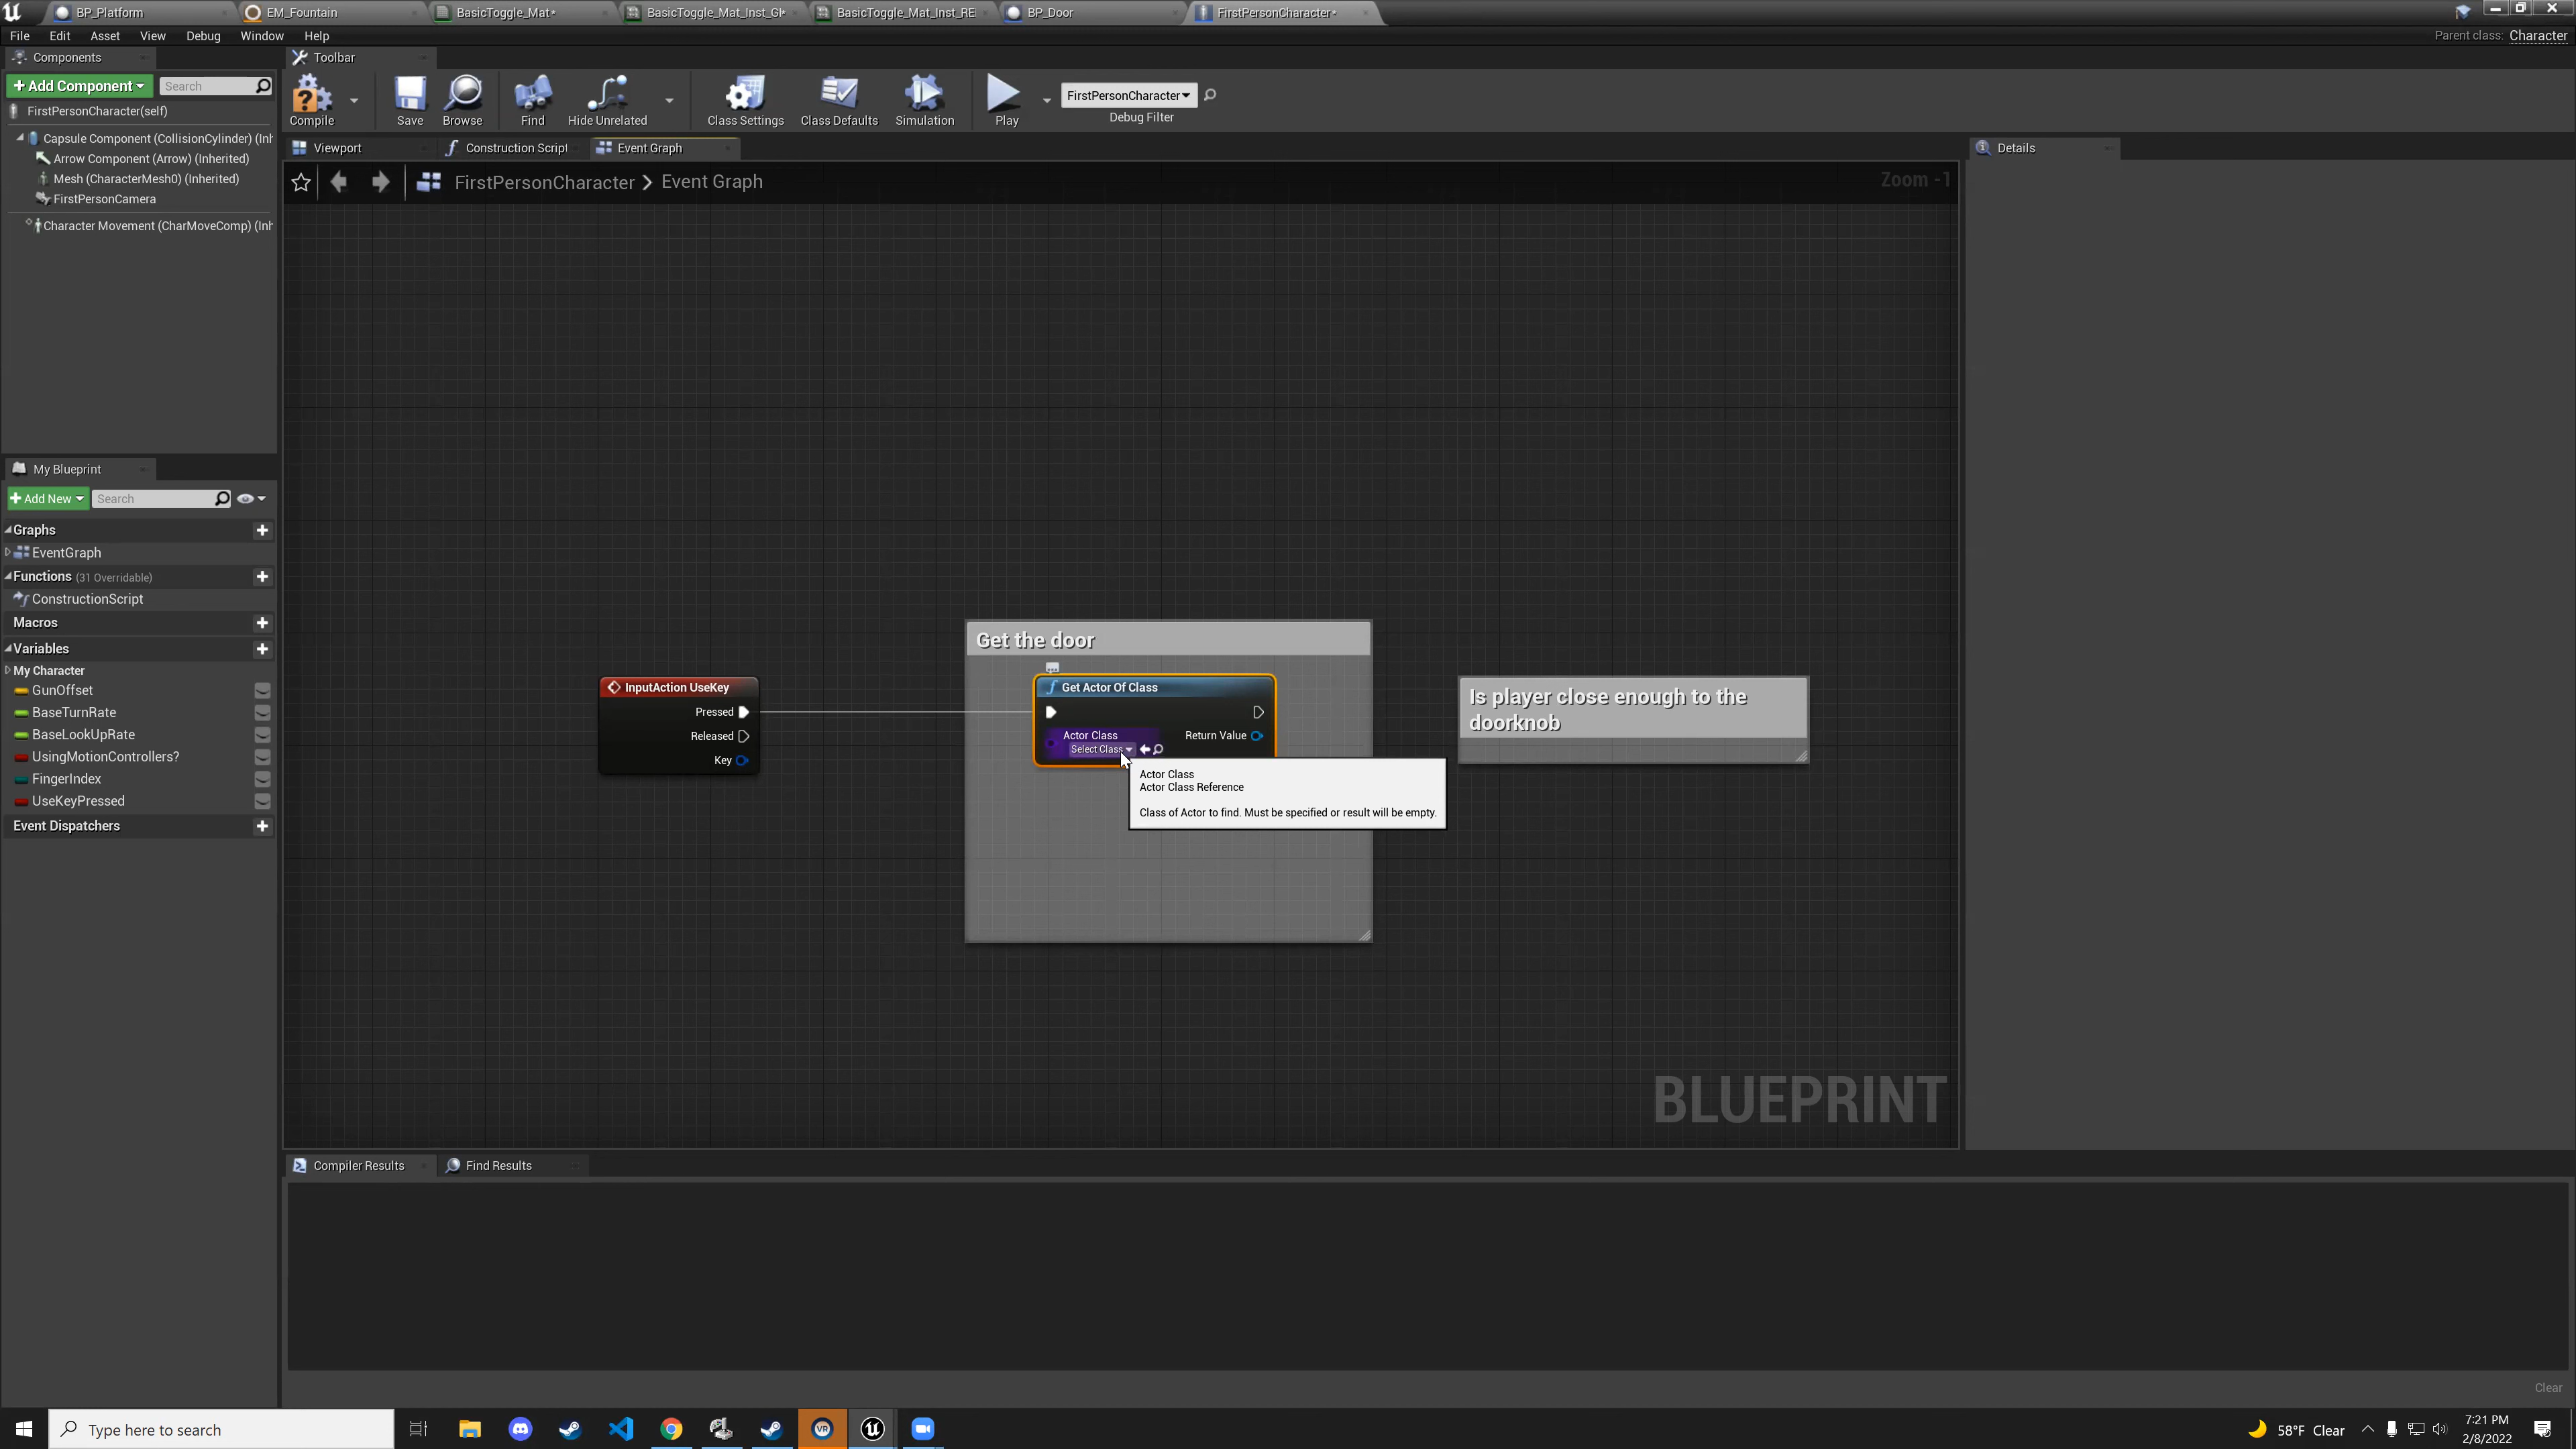 BP_Platform
EM_Fountain
BasicToggle_Mat*
BasicToggle_Mat_Inst_Gl*
BasicToggle_Mat_Inst_RE
BP_Door
FirstPersonCharacter*
File Edit Asset View Debug Window Help
Parent class: Character
Components
Toolbar
+ Add Component
Search
FirstPersonCharacter(self)
Capsule Component (CollisionCylinder) (Inh
Arrow Component (Arrow) (Inherited)
Mesh (CharacterMesh0) (Inherited)
FirstPersonCamera
Character Movement (CharMoveComp) (Inh
Compile
Save
Browse
Find
Hide Unrelated
Class Settings
Class Defaults
Simulation
Play
FirstPersonCharacter
Debug Filter
Viewport
Construction Script
Event Graph
Details
FirstPersonCharacter > Event Graph
Zoom -1
My Blueprint
+ Add New
Search
Graphs
EventGraph
Functions (31 Overridable)
ConstructionScript
Macros
Variables
My Character
GunOffset
BaseTurnRate
BaseLookUpRate
UsingMotionControllers?
FingerIndex
UseKeyPressed
Event Dispatchers
InputAction UseKey
Pressed
Released
Key
Get the door
Get Actor Of Class
Actor Class
Select Class
Return Value
Actor Class
Actor Class Reference
Class of Actor to find. Must be specified or result will be empty.
Is player close enough to the
doorknob
BLUEPRINT
Compiler Results
Find Results
Clear
Type here to search
VR
58°F Clear
7:21 PM
2/8/2022